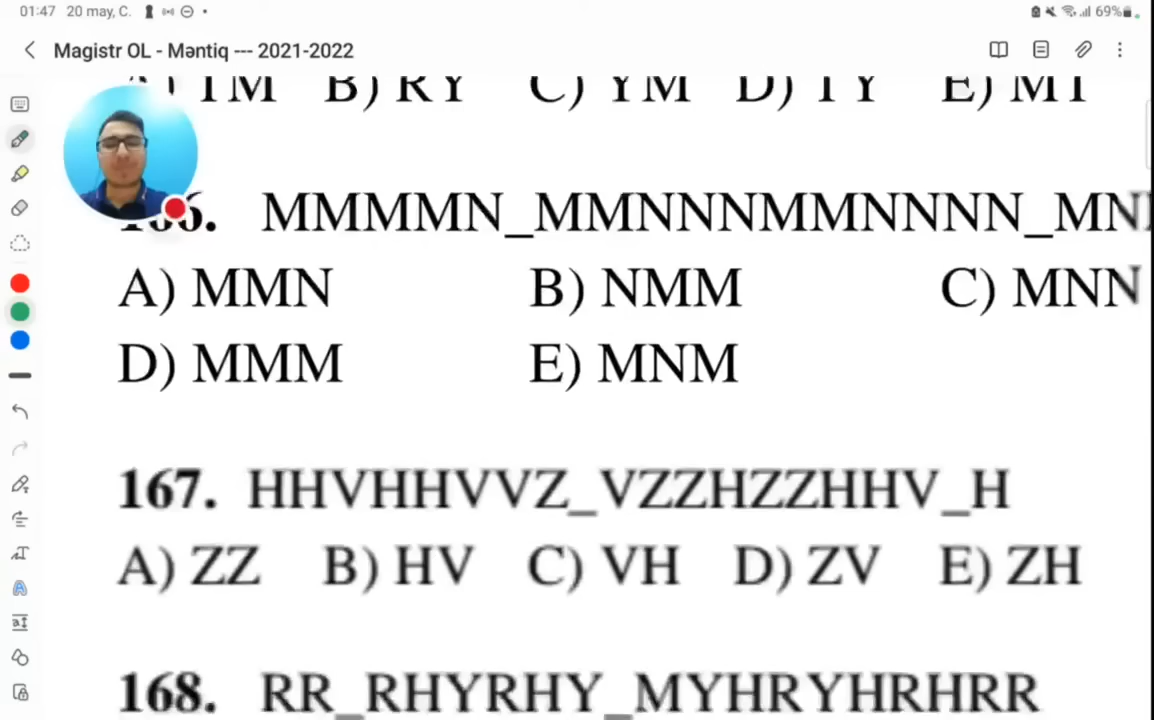 01:47 20 may, C. 69%
Magistr OL - Məntiq --- 2021-2022
B) RY C) YM E) MT
MMMMN_MMNNNMMNNNN_MN
A) MMN B) NMM C) MNN
D) MMM E) MNM
167. HHVHHVVZ_VZZHZZHHV_H
A) ZZ B) HV C) VH D) ZV E) ZH
168. RR_RHYRHY_MYHRYHRHRR